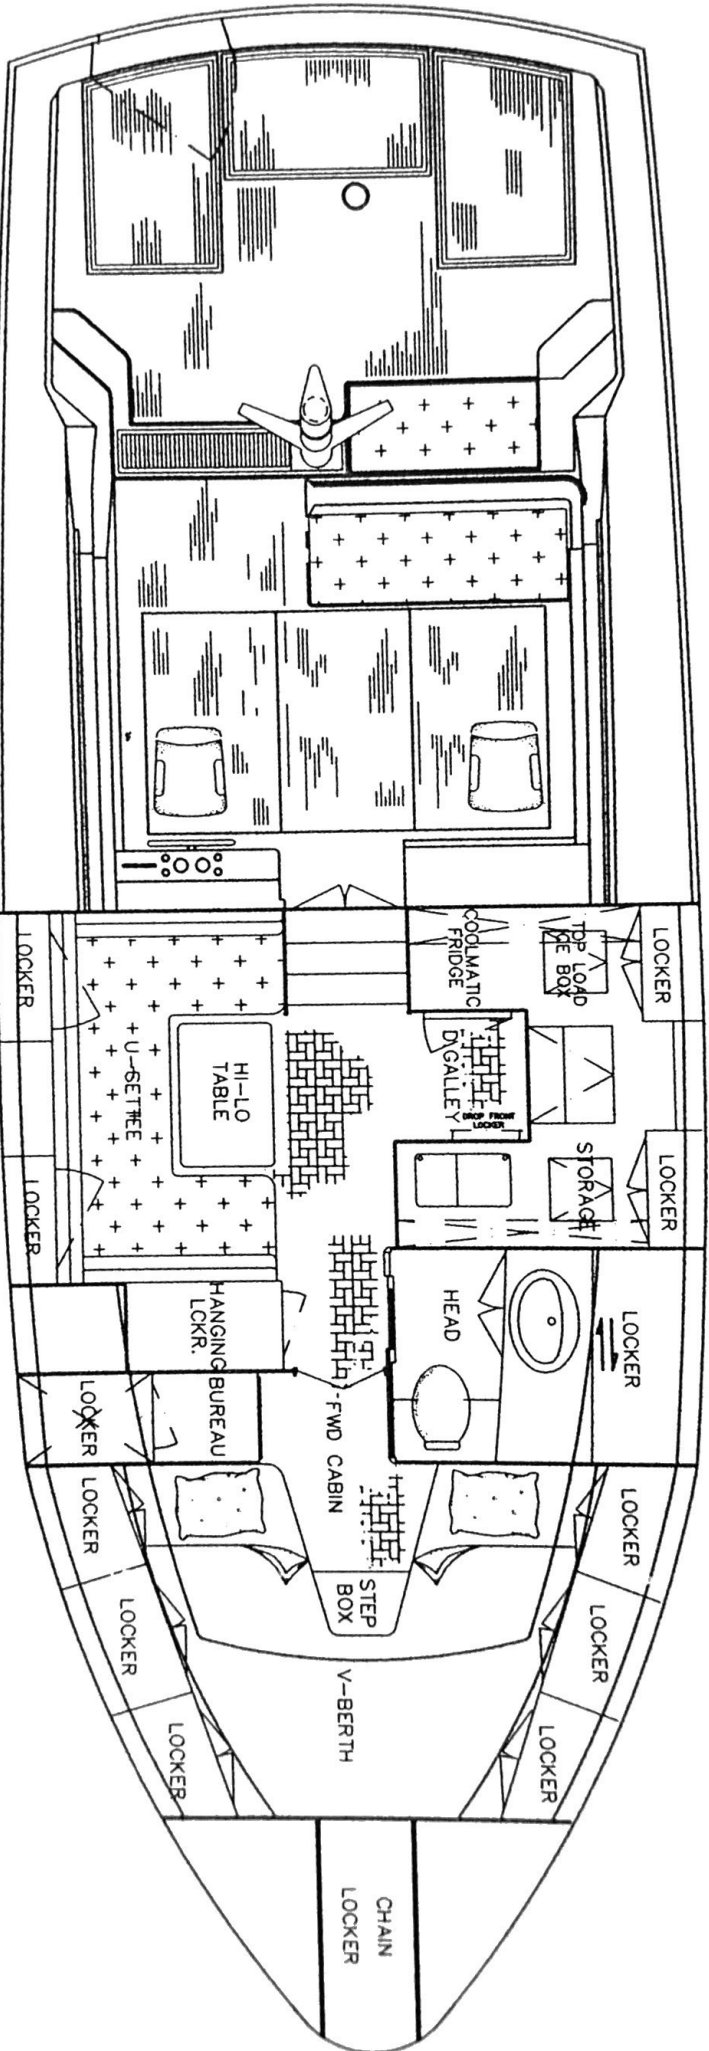 LOCKER
COOLMATIC
FRIDGE
TOP LOAD
ICE BOX
LOCKER
HI-LO
TABLE
U-SETTEE
D/GALLEY
DROP FRONT
LOCKER
STORAGE
LOCKER
LOCKER
HANGING
LCKR.
HEAD
LOCKER
LOCKER
BUREAU
FWD CABIN
LOCKER
LOCKER
STEP
BOX
LOCKER
LOCKER
V-BERTH
LOCKER
LOCKER
CHAIN
LOCKER